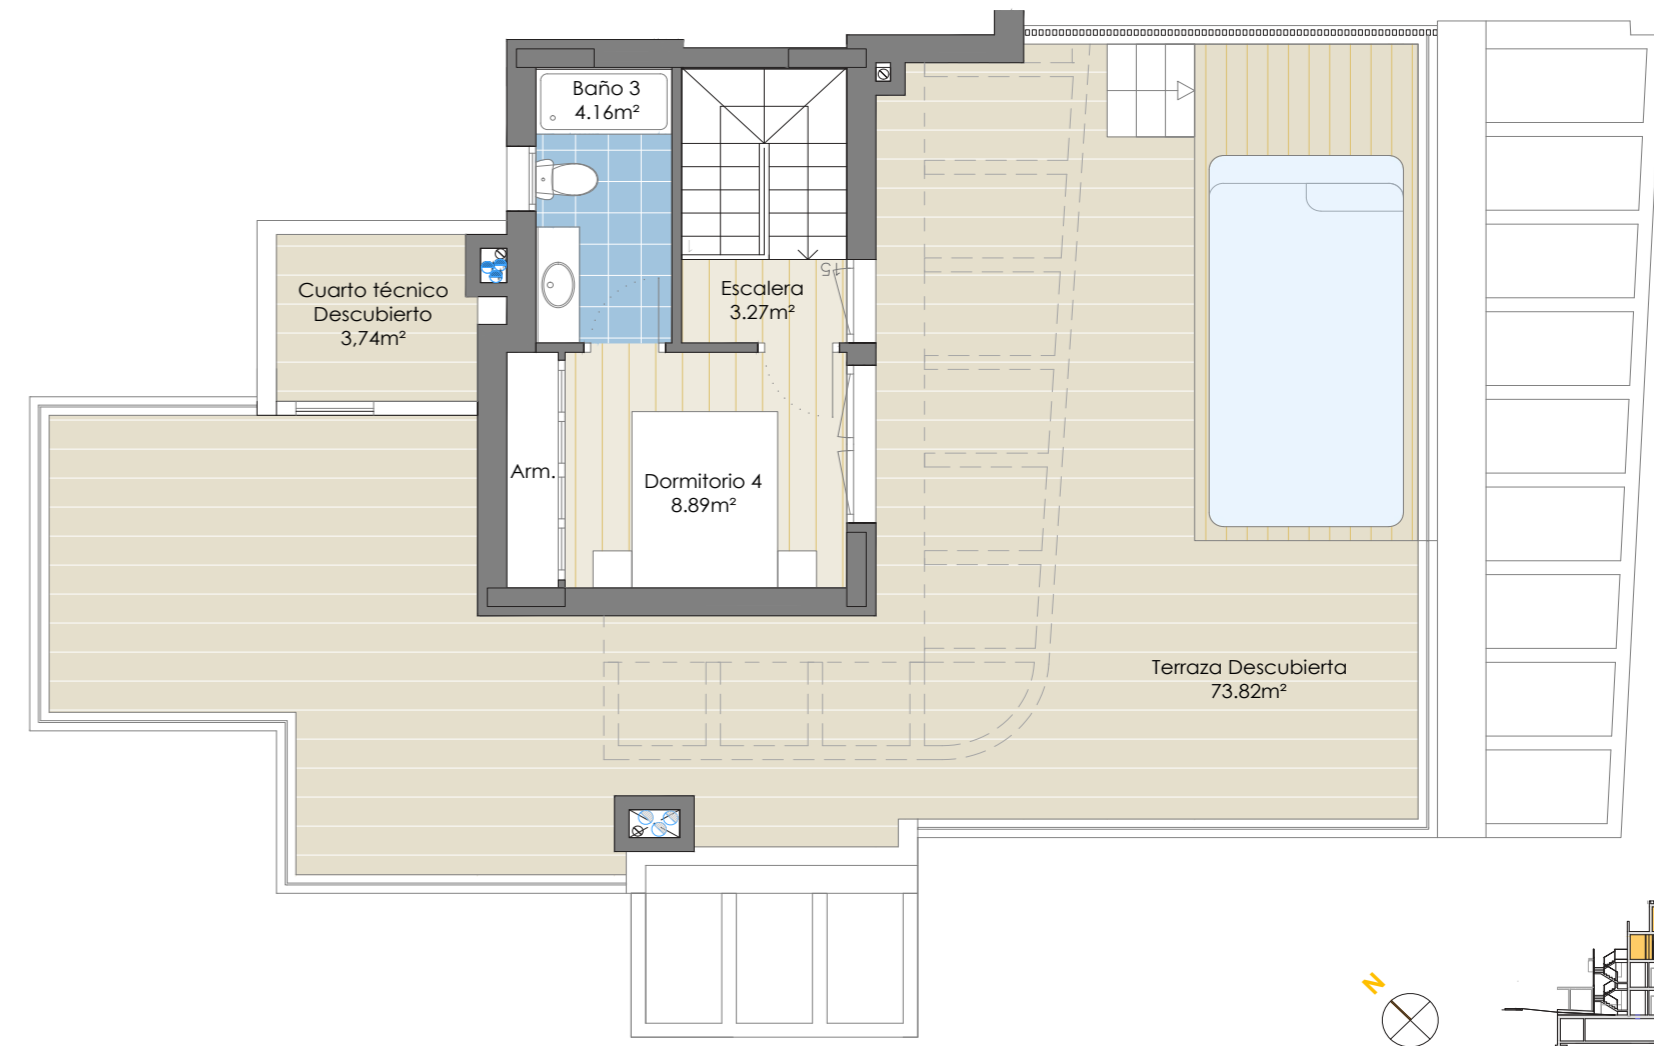 Baño 3
4.16m²
Escalera
3.27m²
15
Cuarto técnico
Descubierto
3,74m²
Arm.
Dormitorio 4
8.89m²
Terraza Descubierta
73.82m²
N